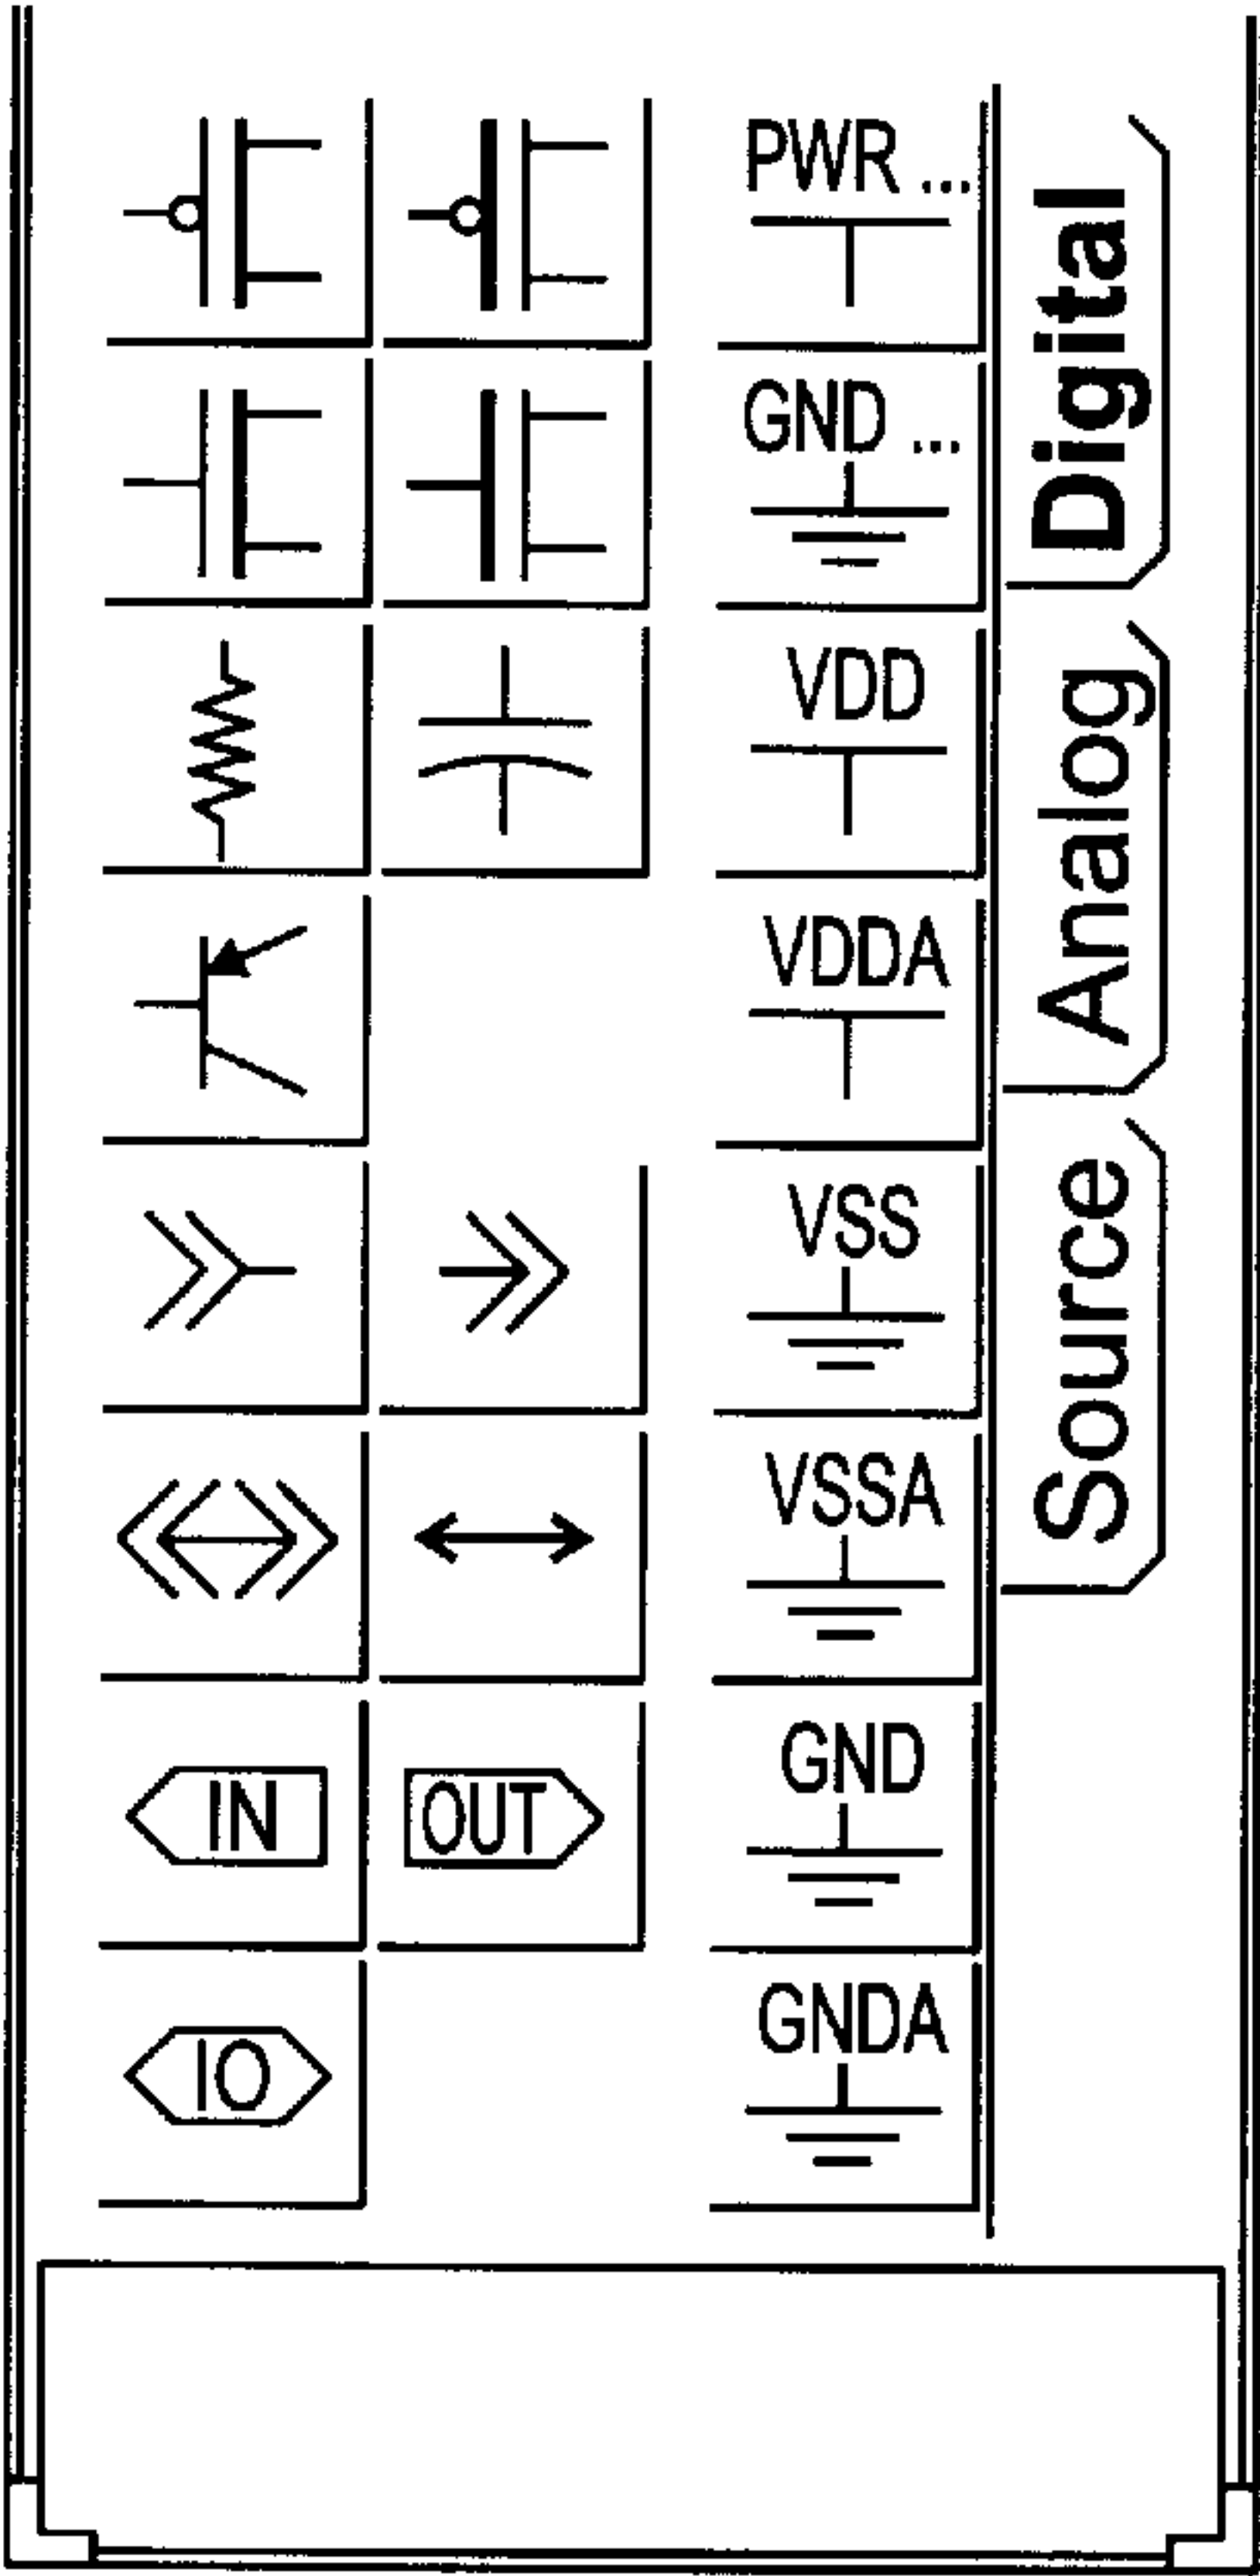 PWR ...
GND ...
VDD
VDDA
VSS
VSSA
IN
OUT
GND
IO
GNDA
Digital
Analog
Source